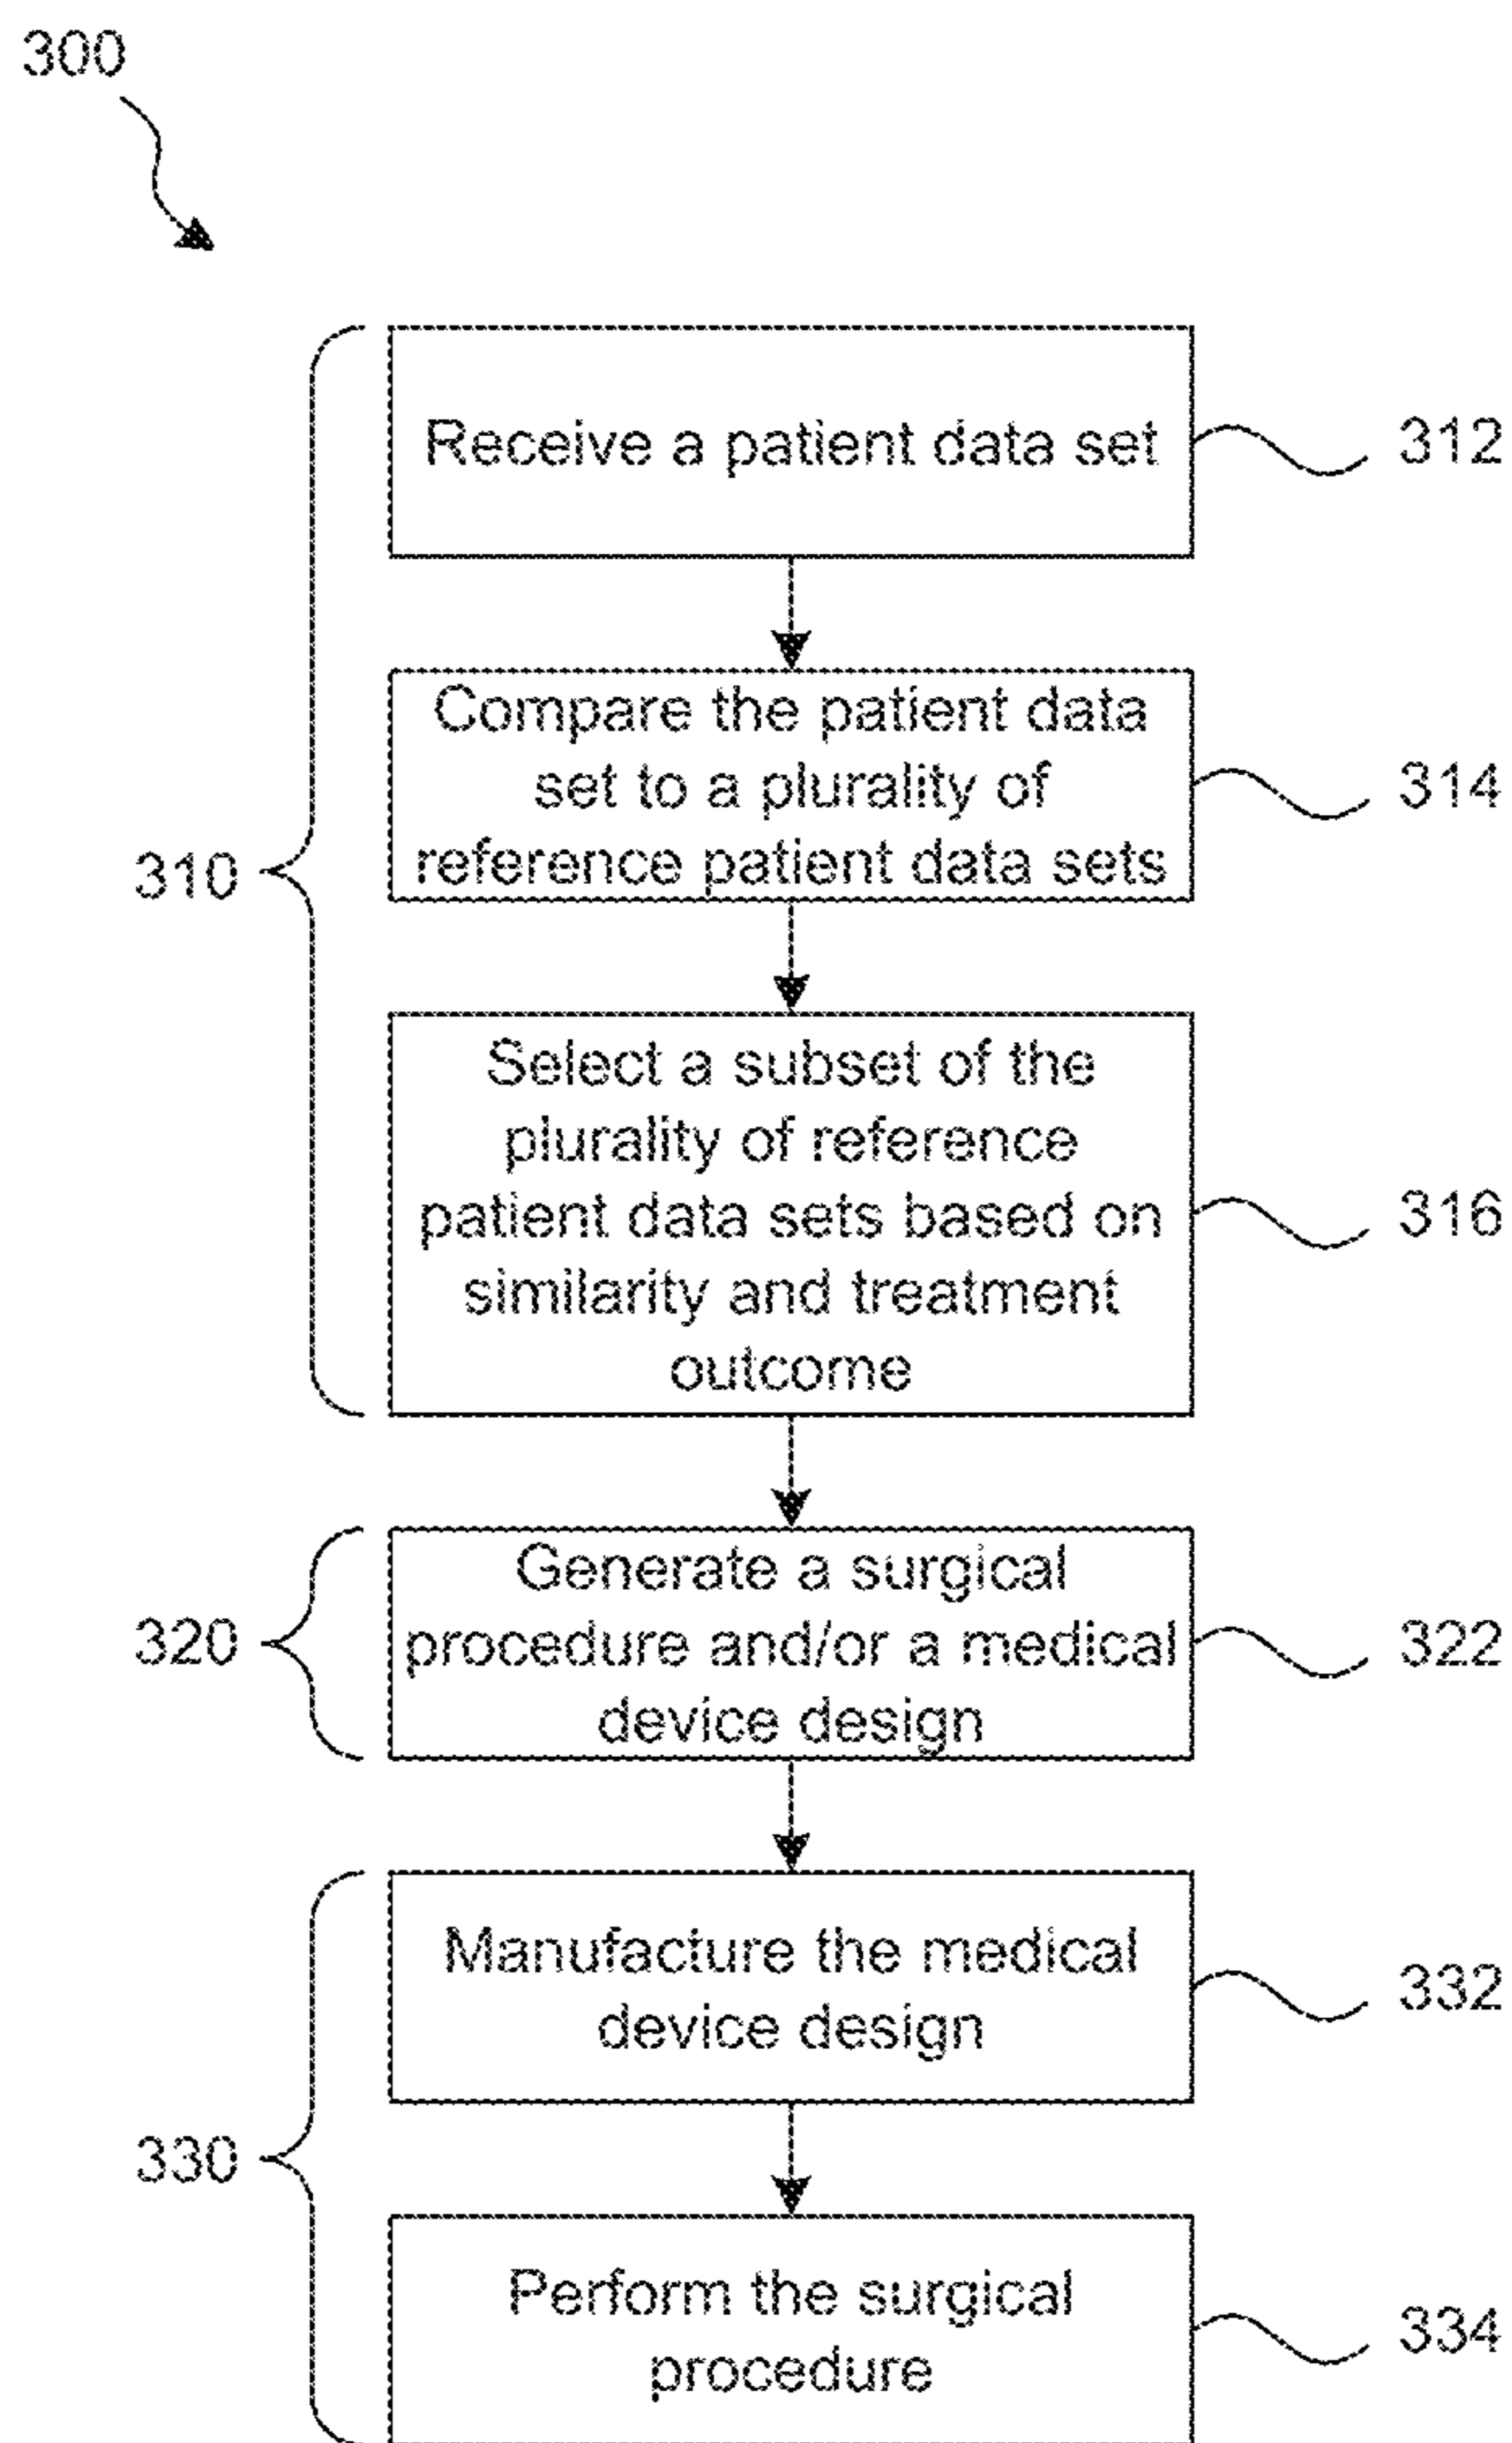 300
Receive a patient data set
312
Compare the patient data
set to a plurality of
reference patient data sets
314
310
Select a subset of the
plurality of reference
patient data sets based on
similarity and treatment
outcome
316
Generate a surgical
procedure and/or a medical
device design
320
322
Manufacture the medical
device design
332
330
Perform the surgical
procedure
334